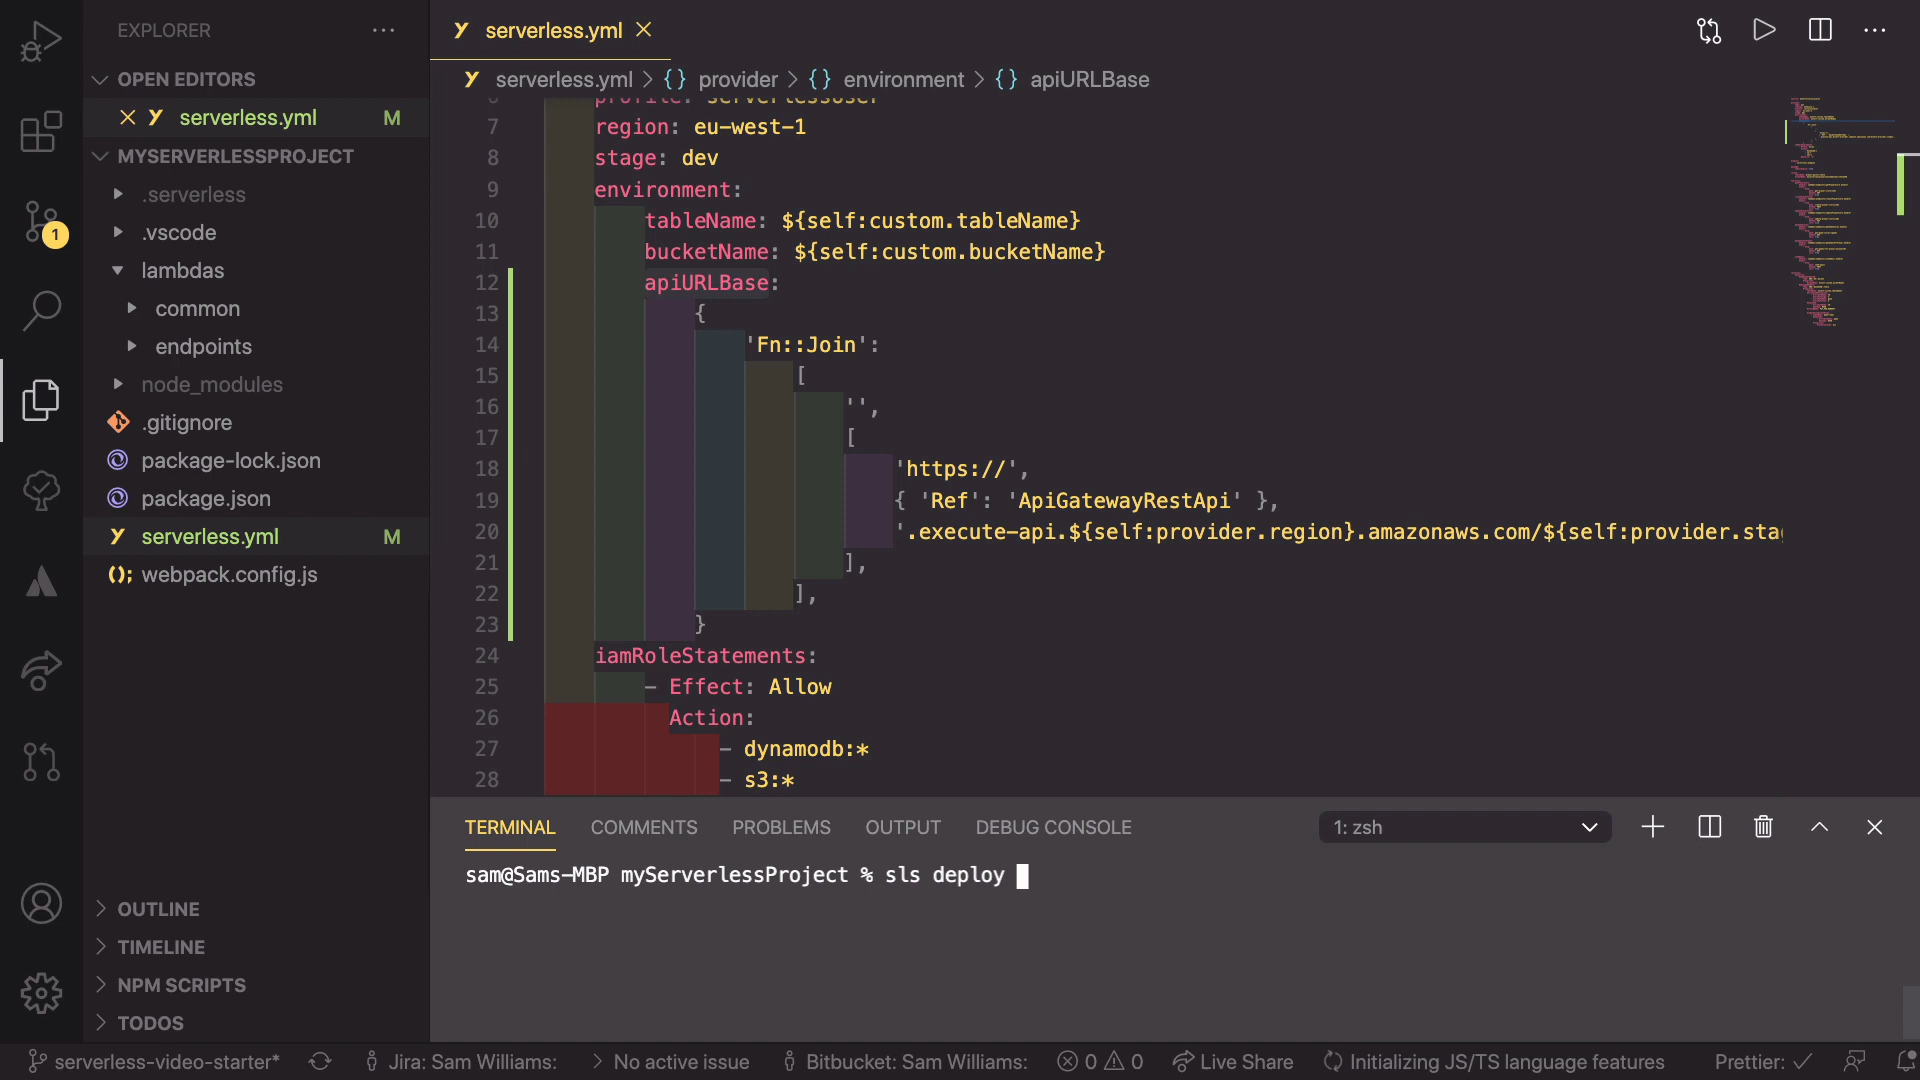 EXPLORER
OPEN EDITORS
serverless.yml M
MYSERVERLESSPROJECT
.serverless
.vscode
lambdas
common
endpoints
node_modules
.gitignore
package-lock.json
package.json
serverless.yml M
webpack.config.js
OUTLINE
TIMELINE
NPM SCRIPTS
TODOS
1
serverless.yml
serverless.yml > {} provider > {} environment > {} apiURLBase
6 profile: serverlessUser
7 region: eu-west-1
8 stage: dev
9 environment:
10 tableName: ${self:custom.tableName}
11 bucketName: ${self:custom.bucketName}
12 apiURLBase:
13 {
14 'Fn::Join':
15 [
16 '',
17 [
18 'https://',
19 { 'Ref': 'ApiGatewayRestApi' },
20 '.execute-api.${self:provider.region}.amazonaws.com/${self:provider.sta
21 ],
22 ],
23 }
24 iamRoleStatements:
25 - Effect: Allow
26 Action:
27 - dynamodb:*
28 - s3:*
TERMINAL COMMENTS PROBLEMS OUTPUT DEBUG CONSOLE 1: zsh
sam@Sams-MBP myServerlessProject % sls deploy
serverless-video-starter* Jira: Sam Williams: No active issue Bitbucket: Sam Williams: 0 0 Live Share Initializing JS/TS language features Prettier: ✓